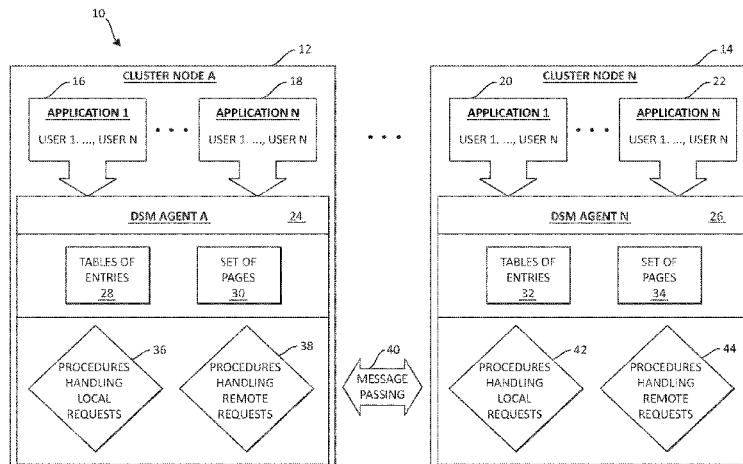 10
12
14
CLUSTER NODE A
CLUSTER NODE N
16
18
20
22
APPLICATION 1
USER 1. ..., USER N
• • •
APPLICATION N
USER 1. ..., USER N
• • •
APPLICATION 1
USER 1. ..., USER N
• • •
APPLICATION N
USER 1. ..., USER N
DSM AGENT A 24
DSM AGENT N 26
TABLES OF
ENTRIES
28
SET OF
PAGES
30
TABLES OF
ENTRIES
32
SET OF
PAGES
34
36
PROCEDURES
HANDLING
LOCAL
REQUESTS
38
PROCEDURES
HANDLING
REMOTE
REQUESTS
40
MESSAGE
PASSING
42
PROCEDURES
HANDLING
LOCAL
REQUESTS
44
PROCEDURES
HANDLING
REMOTE
REQUESTS